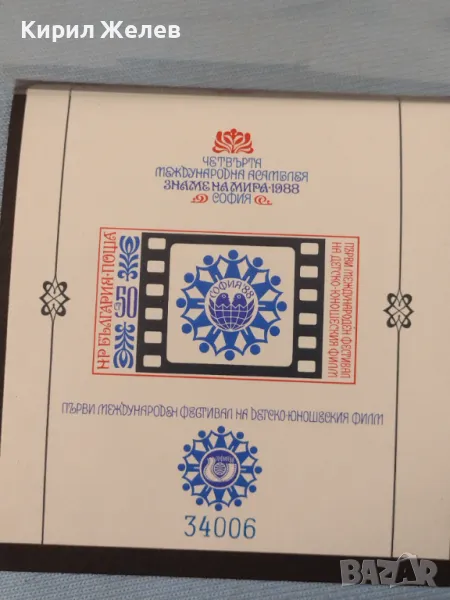 Кирил Желев
ЧЕТВЪРТА
МЕЖДУНАРОДНА АСАМБЛЕЯ
ЗНАМЕ НА МИРА·1988
СОФИЯ
НР БЪЛГАРИЯ·ПОЩА
50
СОФИЯ'88
ПЪРВИ МЕЖДУНАРОДЕН ФЕСТИВАЛ
НА ДЕТСКО-ЮНОШЕСКИЯ ФИЛМ
ПЪРВИ МЕЖДУНАРОДЕН ФЕСТИВАЛ НА ДЕТСКО-ЮНОШЕСКИЯ ФИЛМ
34006
BAZAR